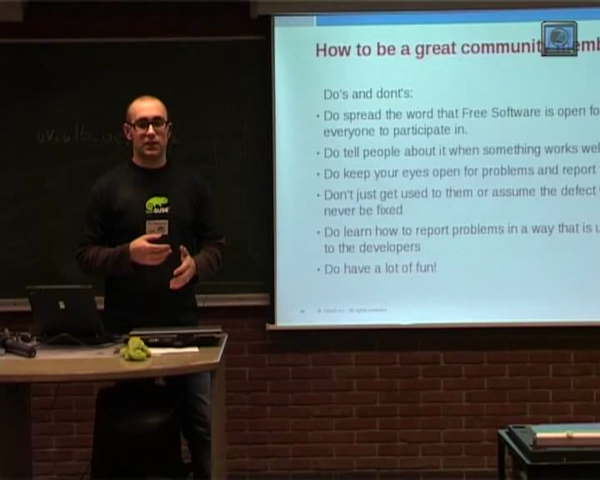 How to be a great communit
Do's and dont's:
· Do spread the word that Free Software is open fo
everyone to participate in.
· Do tell people about it when something works wel
· Do keep your eyes open for problems and report
· Don't just get used to them or assume the defect
never be fixed
· Do learn how to report problems in a way that is u
to the developers
· Do have a lot of fun!
SUSE